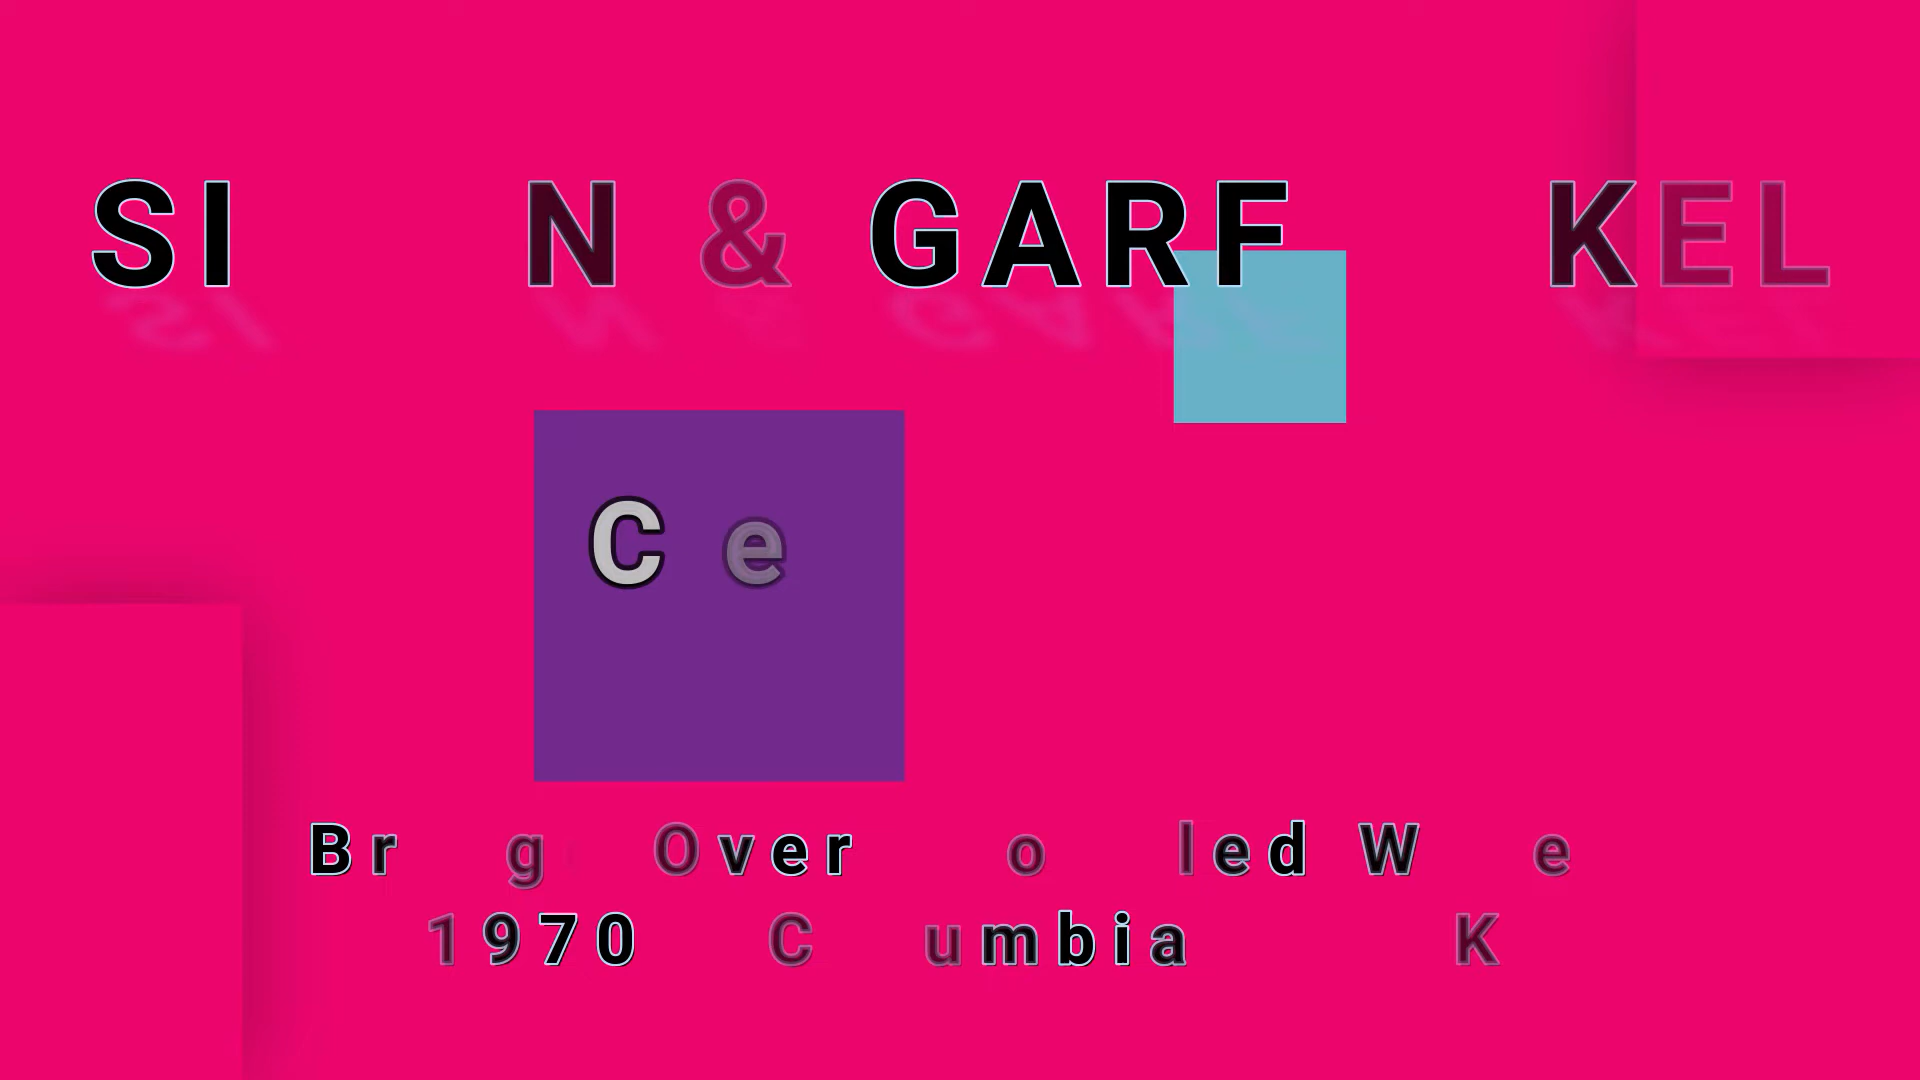 SI N & GARF KEL
C e
Br g Over o led W e
1970 C umbia K